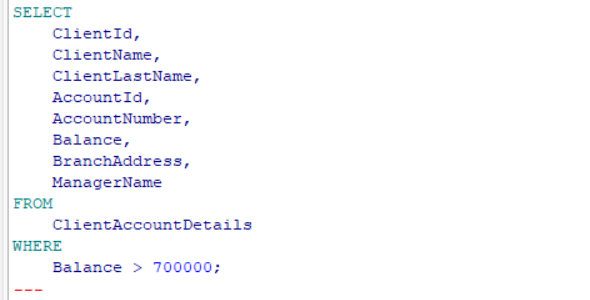 SELECT
    ClientId,
    ClientName,
    ClientLastName,
    AccountId,
    AccountNumber,
    Balance,
    BranchAddress,
    ManagerName
FROM
    ClientAccountDetails
WHERE
    Balance > 700000;
---